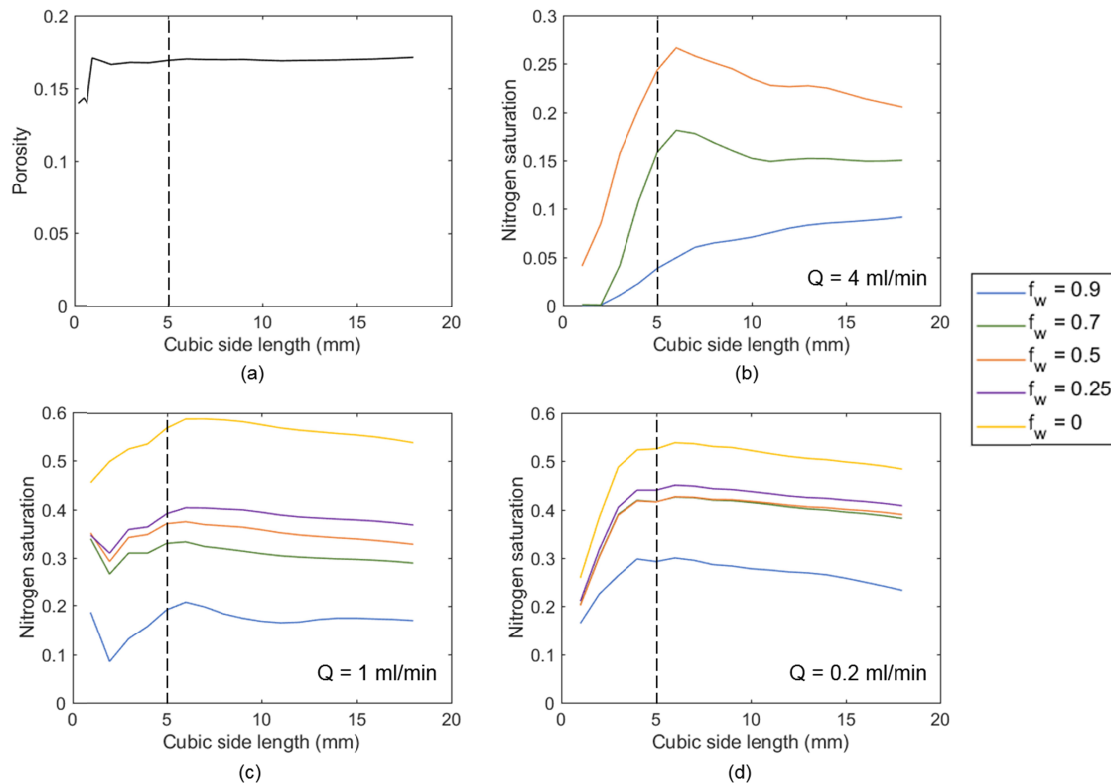 0.2
0.15
0.1
0.05
0
Porosity
0 5 10 15 20
Cubic side length (mm)
(a)
0.3
0.25
0.2
0.15
0.1
0.05
0
Nitrogen saturation
Q = 4 ml/min
0 5 10 15 20
Cubic side length (mm)
(b)
f_w = 0.9
f_w = 0.7
f_w = 0.5
f_w = 0.25
f_w = 0
0.6
0.5
0.4
0.3
0.2
0.1
0
Nitrogen saturation
Q = 1 ml/min
0 5 10 15 20
Cubic side length (mm)
(c)
0.6
0.5
0.4
0.3
0.2
0.1
0
Nitrogen saturation
Q = 0.2 ml/min
0 5 10 15 20
Cubic side length (mm)
(d)